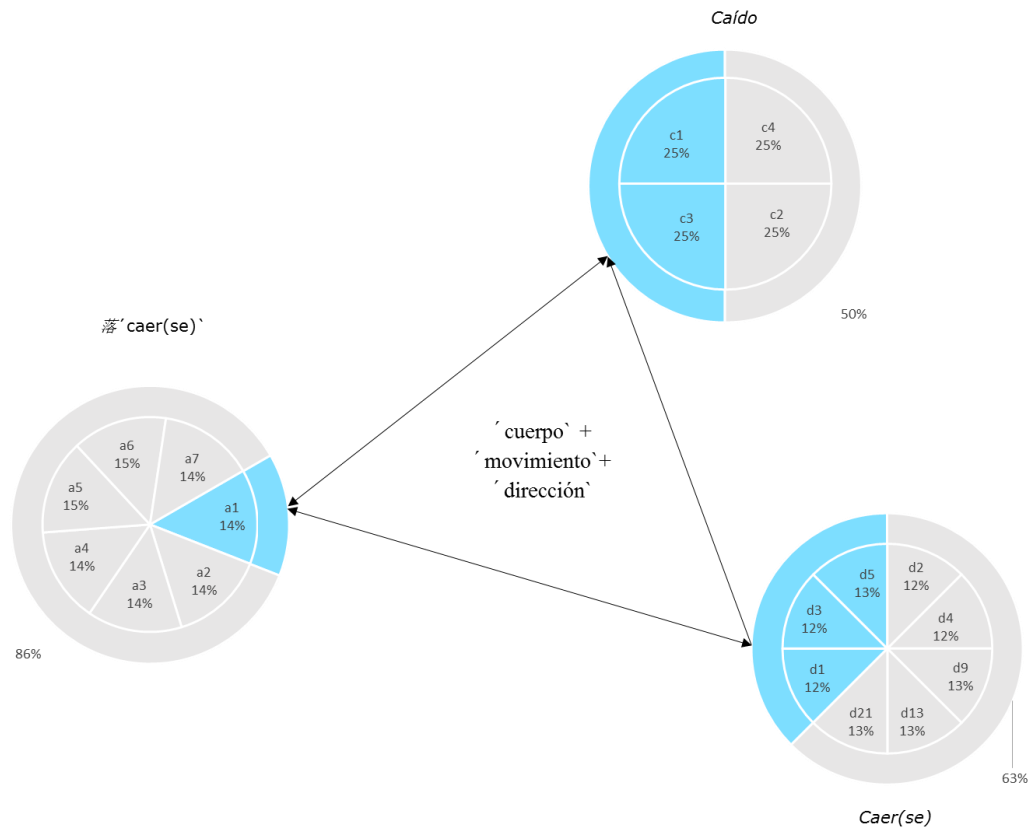 Caído
c1
25%
c4
25%
c3
25%
c2
25%
50%
落´caer(se)`
a6
15%
a7
14%
a5
15%
a1
14%
a4
14%
a3
14%
a2
14%
86%
´cuerpo` +
´movimiento`+
´dirección`
d5
13%
d2
12%
d3
12%
d4
12%
d1
12%
d9
13%
d21
13%
d13
13%
63%
Caer(se)